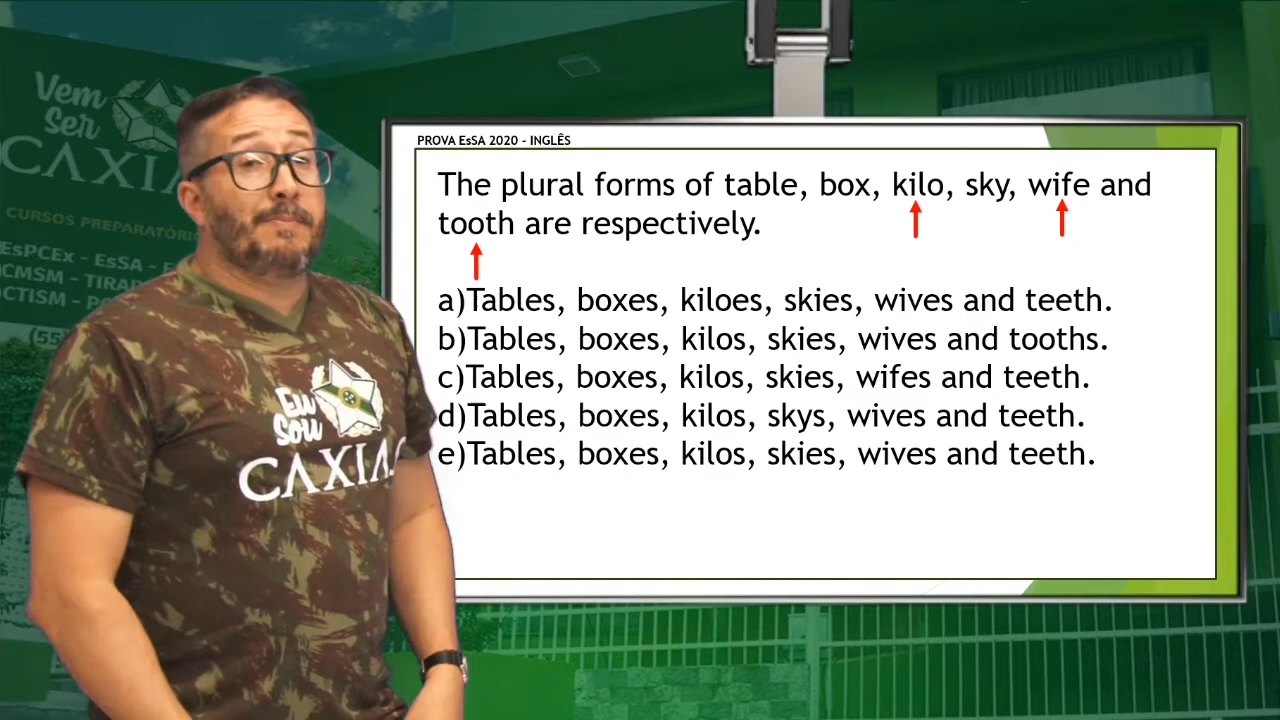 Vem
Ser
CAXIA
CURSOS PREPARATÓRI
EsPCEx - EsSA - E
CMSM - TIRA
CTISM - P
(55
PROVA EsSA 2020 - INGLÊS
The plural forms of table, box, kilo, sky, wife and
tooth are respectively.
a)Tables, boxes, kiloes, skies, wives and teeth.
b)Tables, boxes, kilos, skies, wives and tooths.
c)Tables, boxes, kilos, skies, wifes and teeth.
d)Tables, boxes, kilos, skys, wives and teeth.
e)Tables, boxes, kilos, skies, wives and teeth.
Eu
Sou
CAXIAS